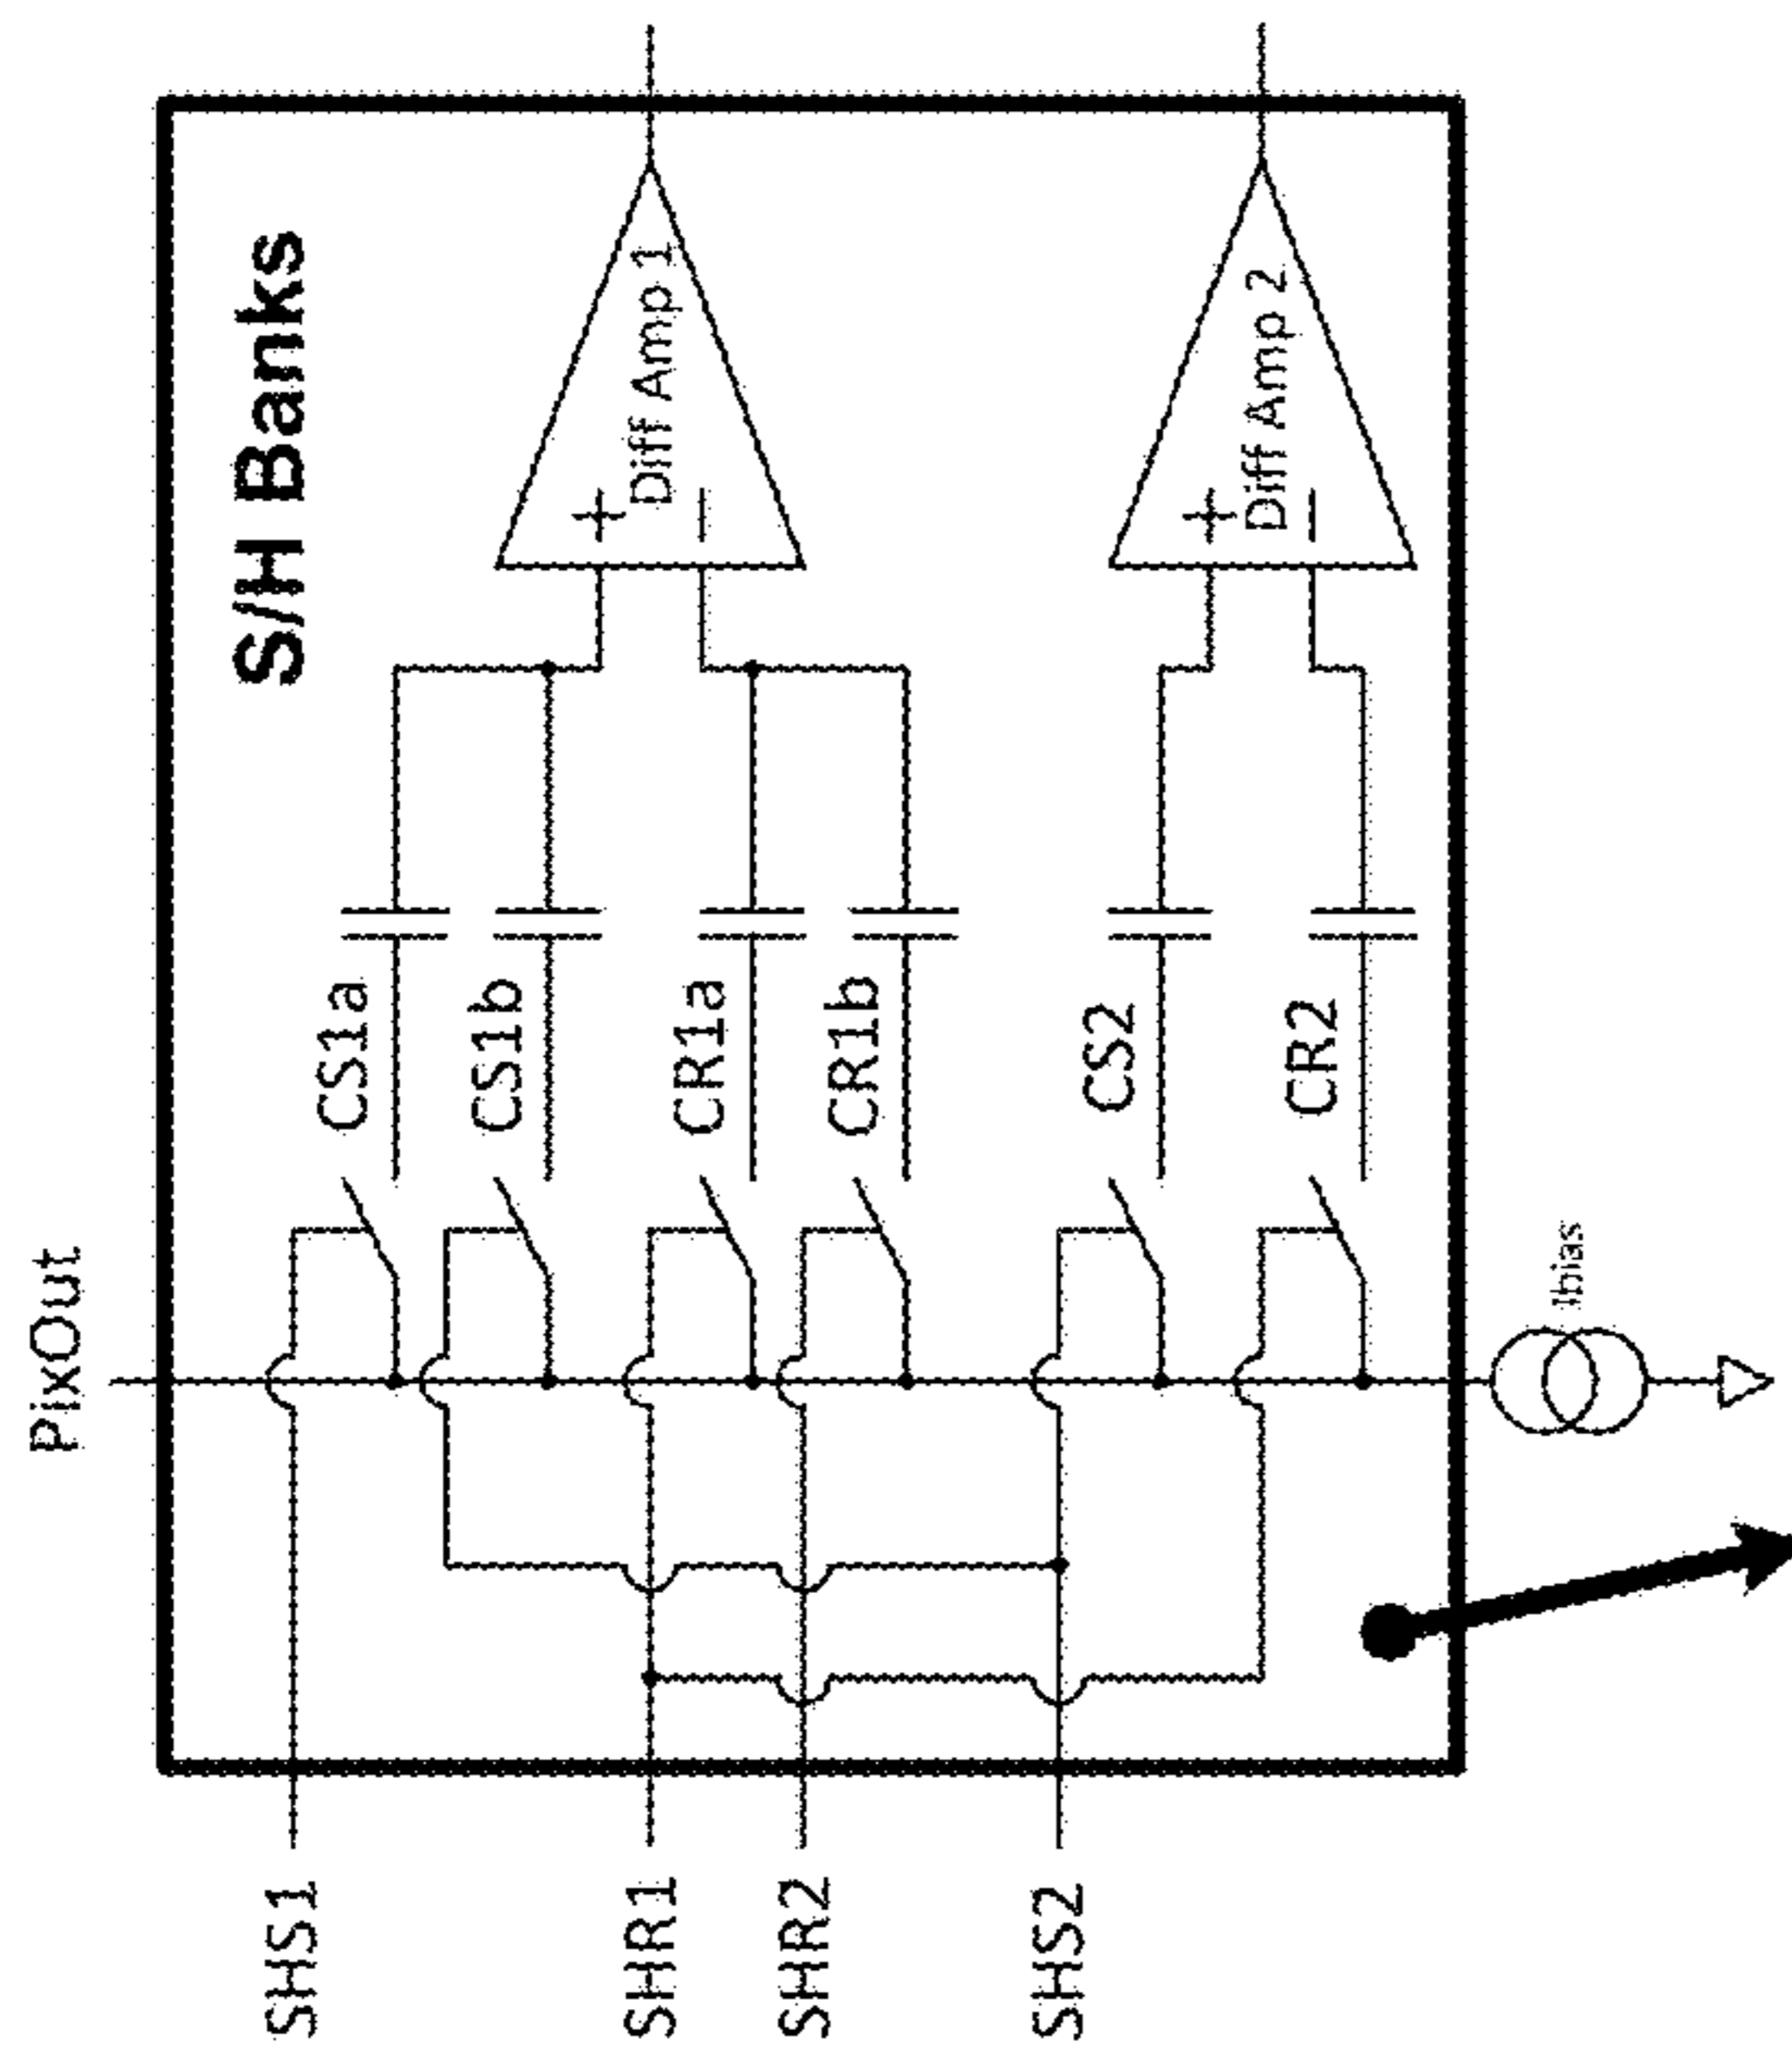 PixOut
S/H Banks
SHS1
CS1a
CS1b
+
Diff Amp 1
−
SHR1
CR1a
SHR2
CR1b
SHS2
CS2
+
Diff Amp 2
−
CR2
Ibias